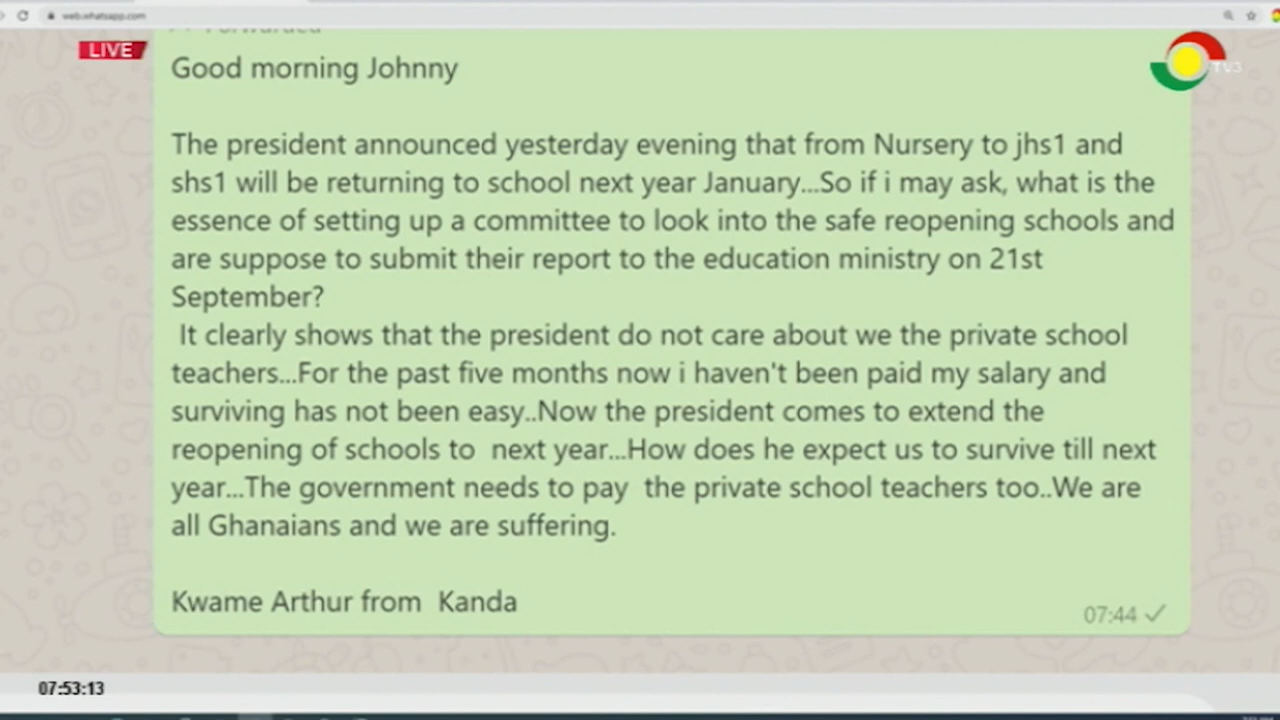 web.whatsapp.com
LIVE
Forwarded
TV3
Good morning Johnny
The president announced yesterday evening that from Nursery to jhs1 and
shs1 will be returning to school next year January...So if i may ask, what is the
essence of setting up a committee to look into the safe reopening schools and
are suppose to submit their report to the education ministry on 21st
September?
It clearly shows that the president do not care about we the private school
teachers...For the past five months now i haven't been paid my salary and
surviving has not been easy..Now the president comes to extend the
reopening of schools to next year...How does he expect us to survive till next
year...The government needs to pay the private school teachers too..We are
all Ghanaians and we are suffering.
Kwame Arthur from Kanda
07:44
07:53:13